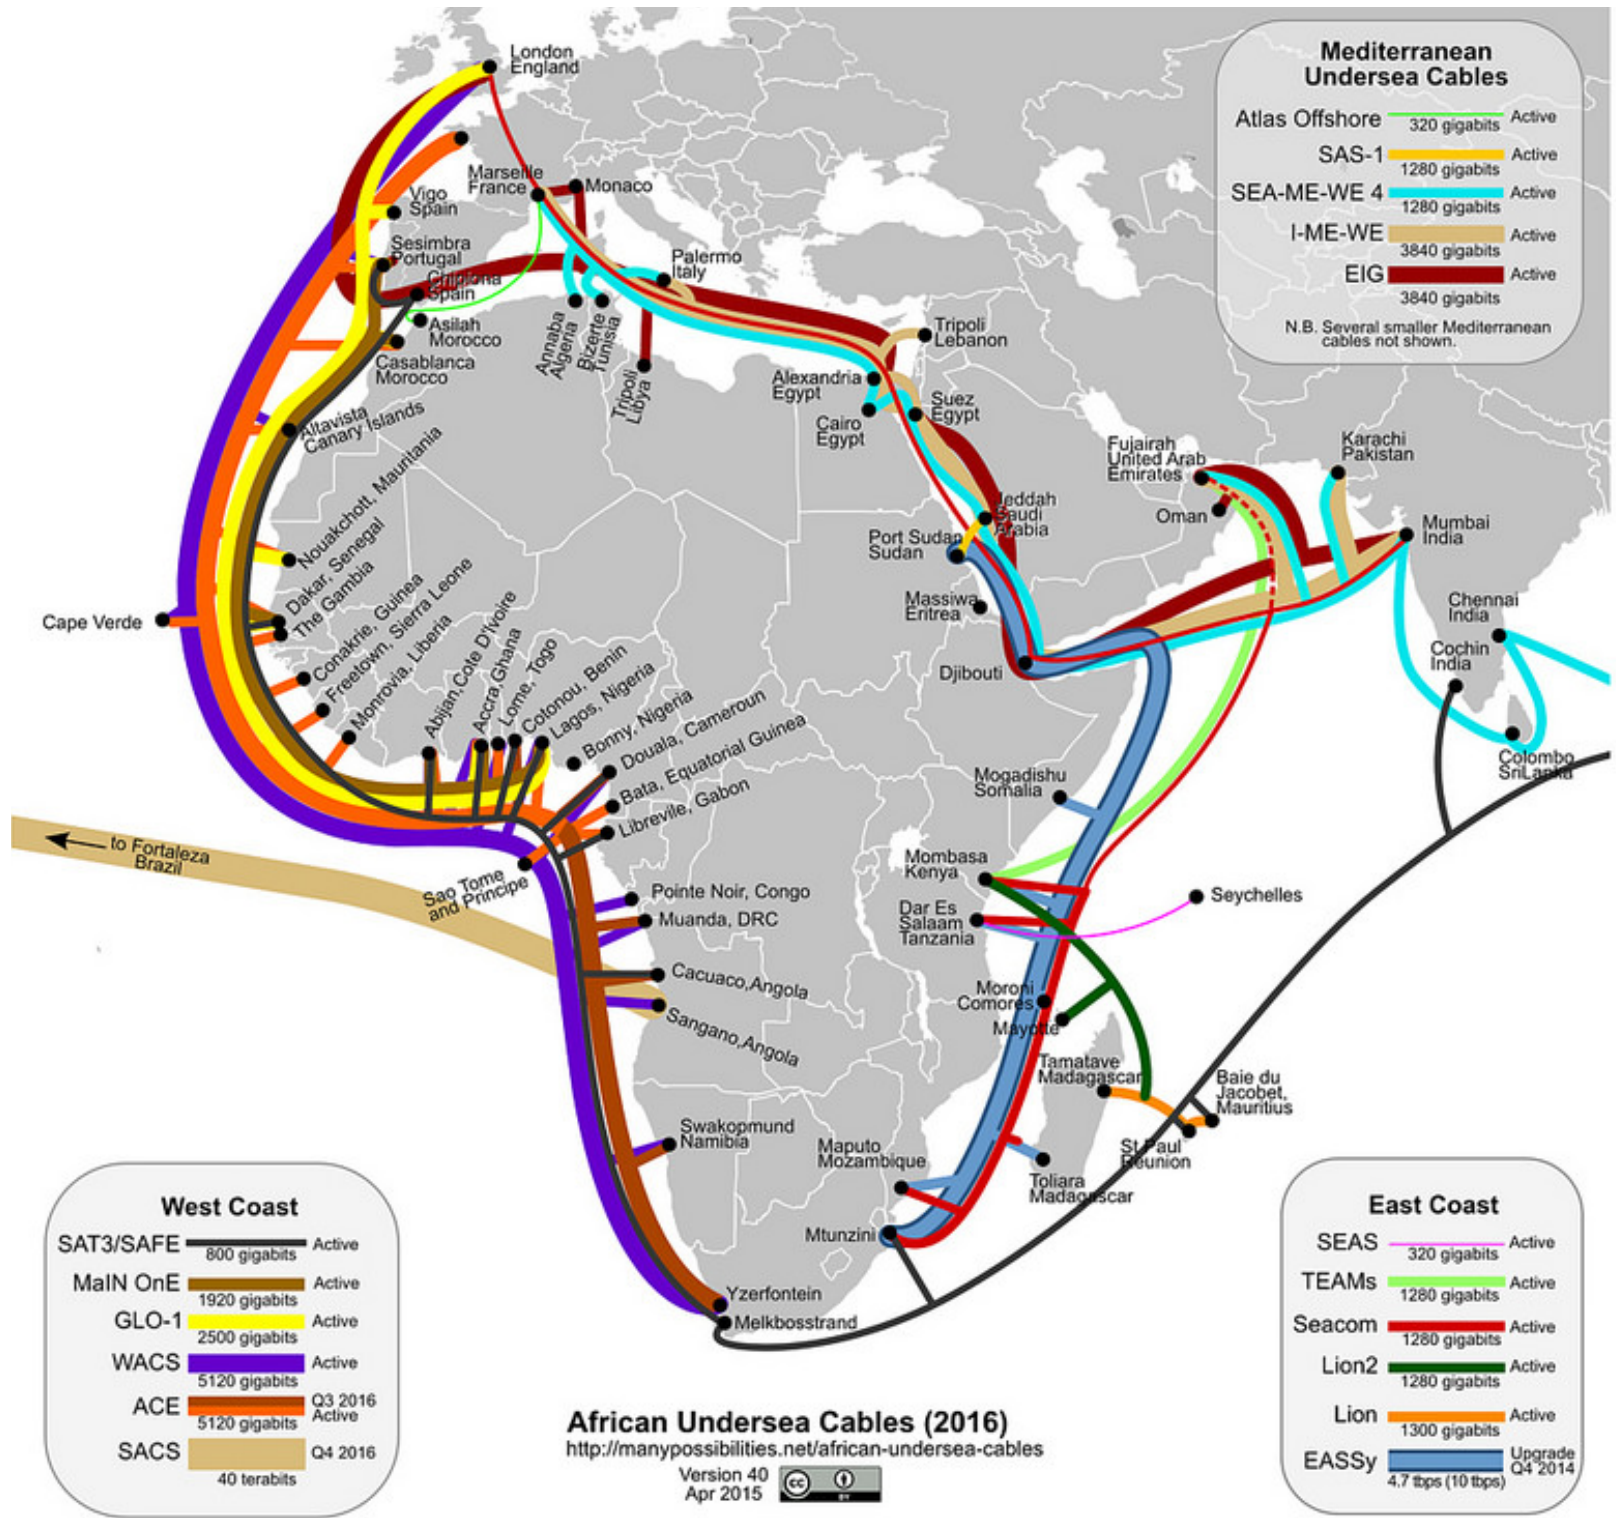 London
England
Marseille
France
Monaco
Vigo
Spain
Sesimbra
Portugal
Chipiona
Spain
Palermo
Italy
Asilah
Morocco
Casablanca
Morocco
Annaba
Algeria
Bizerte
Tunisia
Tripoli
Libya
Tripoli
Lebanon
Alexandria
Egypt
Cairo
Egypt
Suez
Egypt
Altavista
Canary Islands
Nouakchott, Mauritania
Dakar, Senegal
The Gambia
Cape Verde
Conakrie, Guinea
Freetown, Sierra Leone
Monrovia, Liberia
Abijan,Cote D'Ivoire
Accra,Ghana
Lome, Togo
Cotonou, Benin
Lagos, Nigeria
Bonny, Nigeria
Douala, Cameroun
Bata, Equatorial Guinea
Librevile, Gabon
to Fortaleza
Brazil
Sao Tome
and Principe
Pointe Noir, Congo
Muanda, DRC
Cacuaco,Angola
Sangano,Angola
Swakopmund
Namibia
Yzerfontein
Melkbosstrand
Jeddah
Saudi
Arabia
Port Sudan
Sudan
Massiwa
Eritrea
Djibouti
Fujairah
United Arab
Emirates
Oman
Karachi
Pakistan
Mumbai
India
Chennai
India
Cochin
India
Colombo
SriLanka
Mogadishu
Somalia
Mombasa
Kenya
Dar Es
Salaam
Tanzania
Seychelles
Moroni
Comores
Mayotte
Tamatave
Madagascar
Baie du
Jacobet,
Mauritius
St Paul
Reunion
Toliara
Madagascar
Maputo
Mozambique
Mtunzini
Mediterranean
Undersea Cables
Atlas Offshore 320 gigabits Active
SAS-1 1280 gigabits Active
SEA-ME-WE 4 1280 gigabits Active
I-ME-WE 3840 gigabits Active
EIG 3840 gigabits Active
N.B. Several smaller Mediterranean
cables not shown.
West Coast
SAT3/SAFE 800 gigabits Active
MaIN OnE 1920 gigabits Active
GLO-1 2500 gigabits Active
WACS 5120 gigabits Active
ACE 5120 gigabits Q3 2016 Active
SACS 40 terabits Q4 2016
East Coast
SEAS 320 gigabits Active
TEAMs 1280 gigabits Active
Seacom 1280 gigabits Active
Lion2 1280 gigabits Active
Lion 1300 gigabits Active
EASSy 4.7 tbps (10 tbps) Upgrade Q4 2014
African Undersea Cables (2016)
http://manypossibilities.net/african-undersea-cables
Version 40
Apr 2015
cc
BY